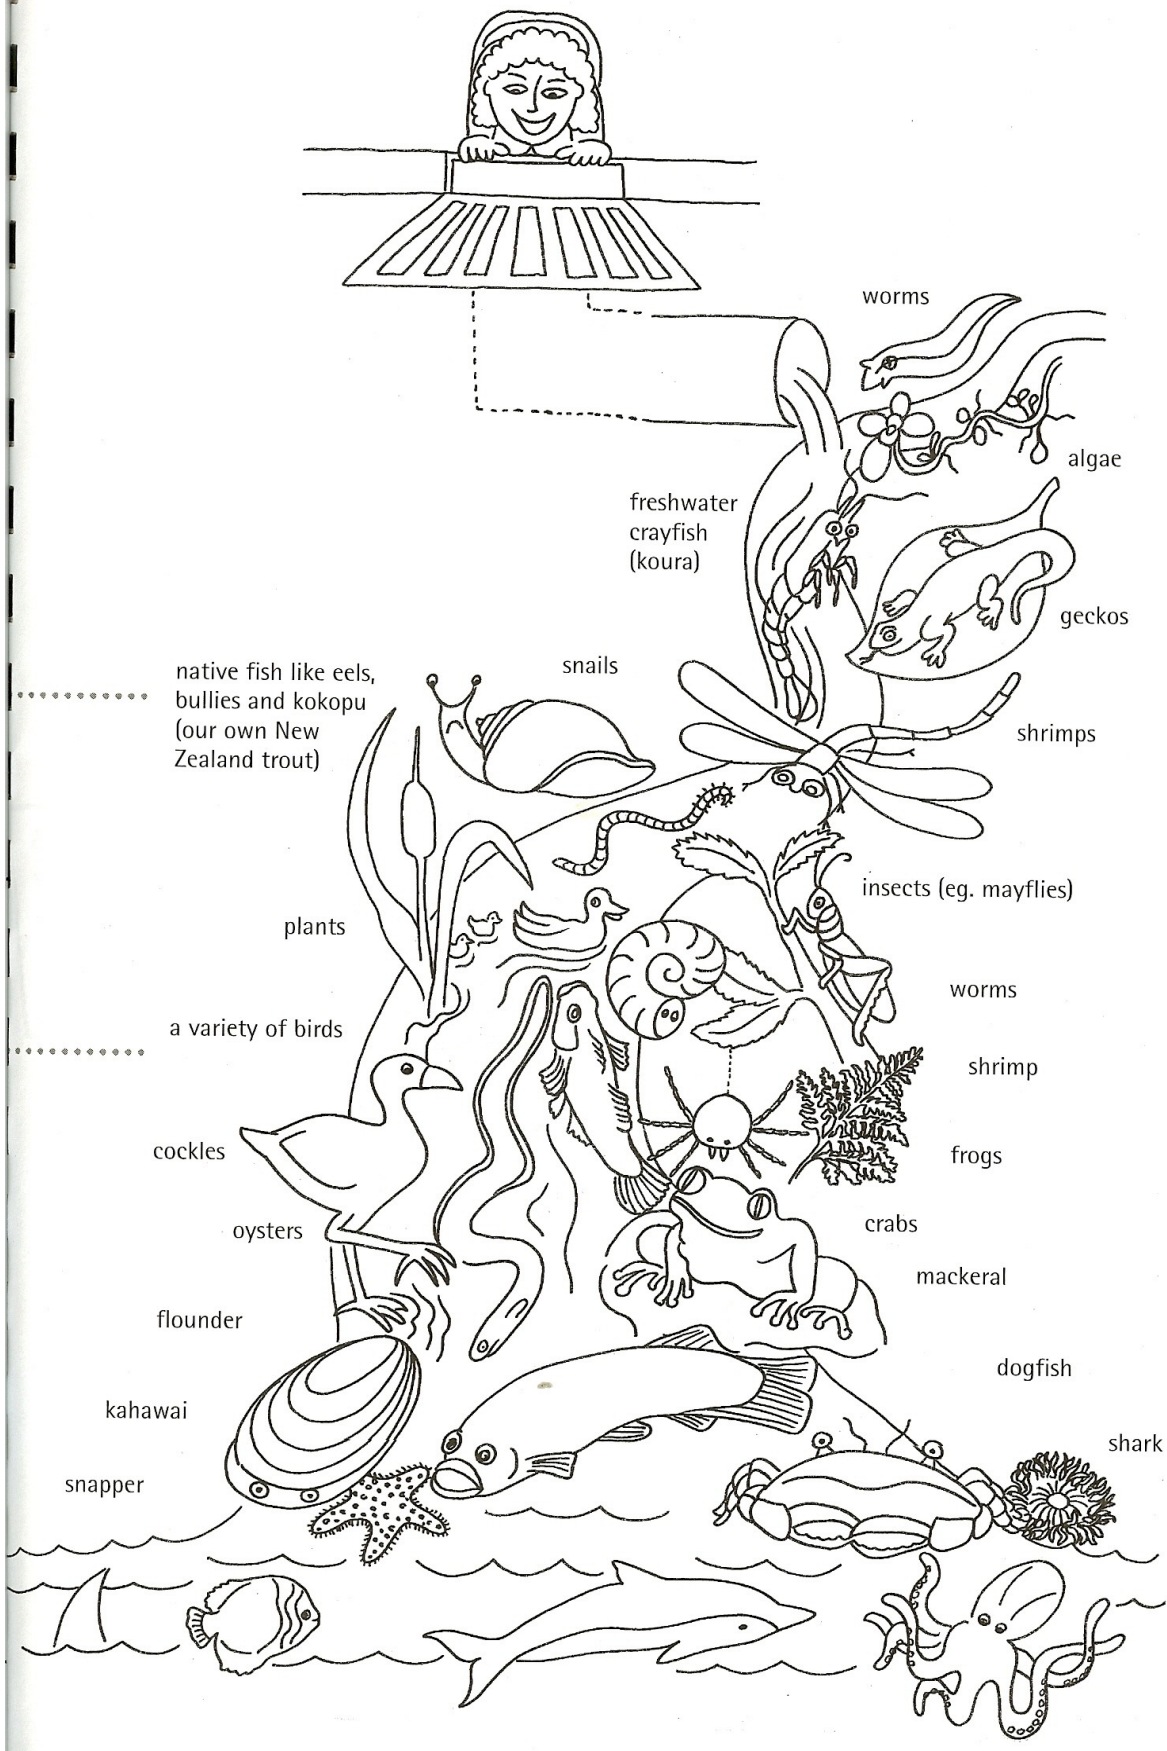 worms
algae
freshwater
crayfish
(koura)
geckos
native fish like eels,
bullies and kokopu
(our own New
Zealand trout)
snails
shrimps
insects (eg. mayflies)
plants
worms
a variety of birds
shrimp
cockles
frogs
oysters
crabs
mackeral
flounder
dogfish
kahawai
shark
snapper